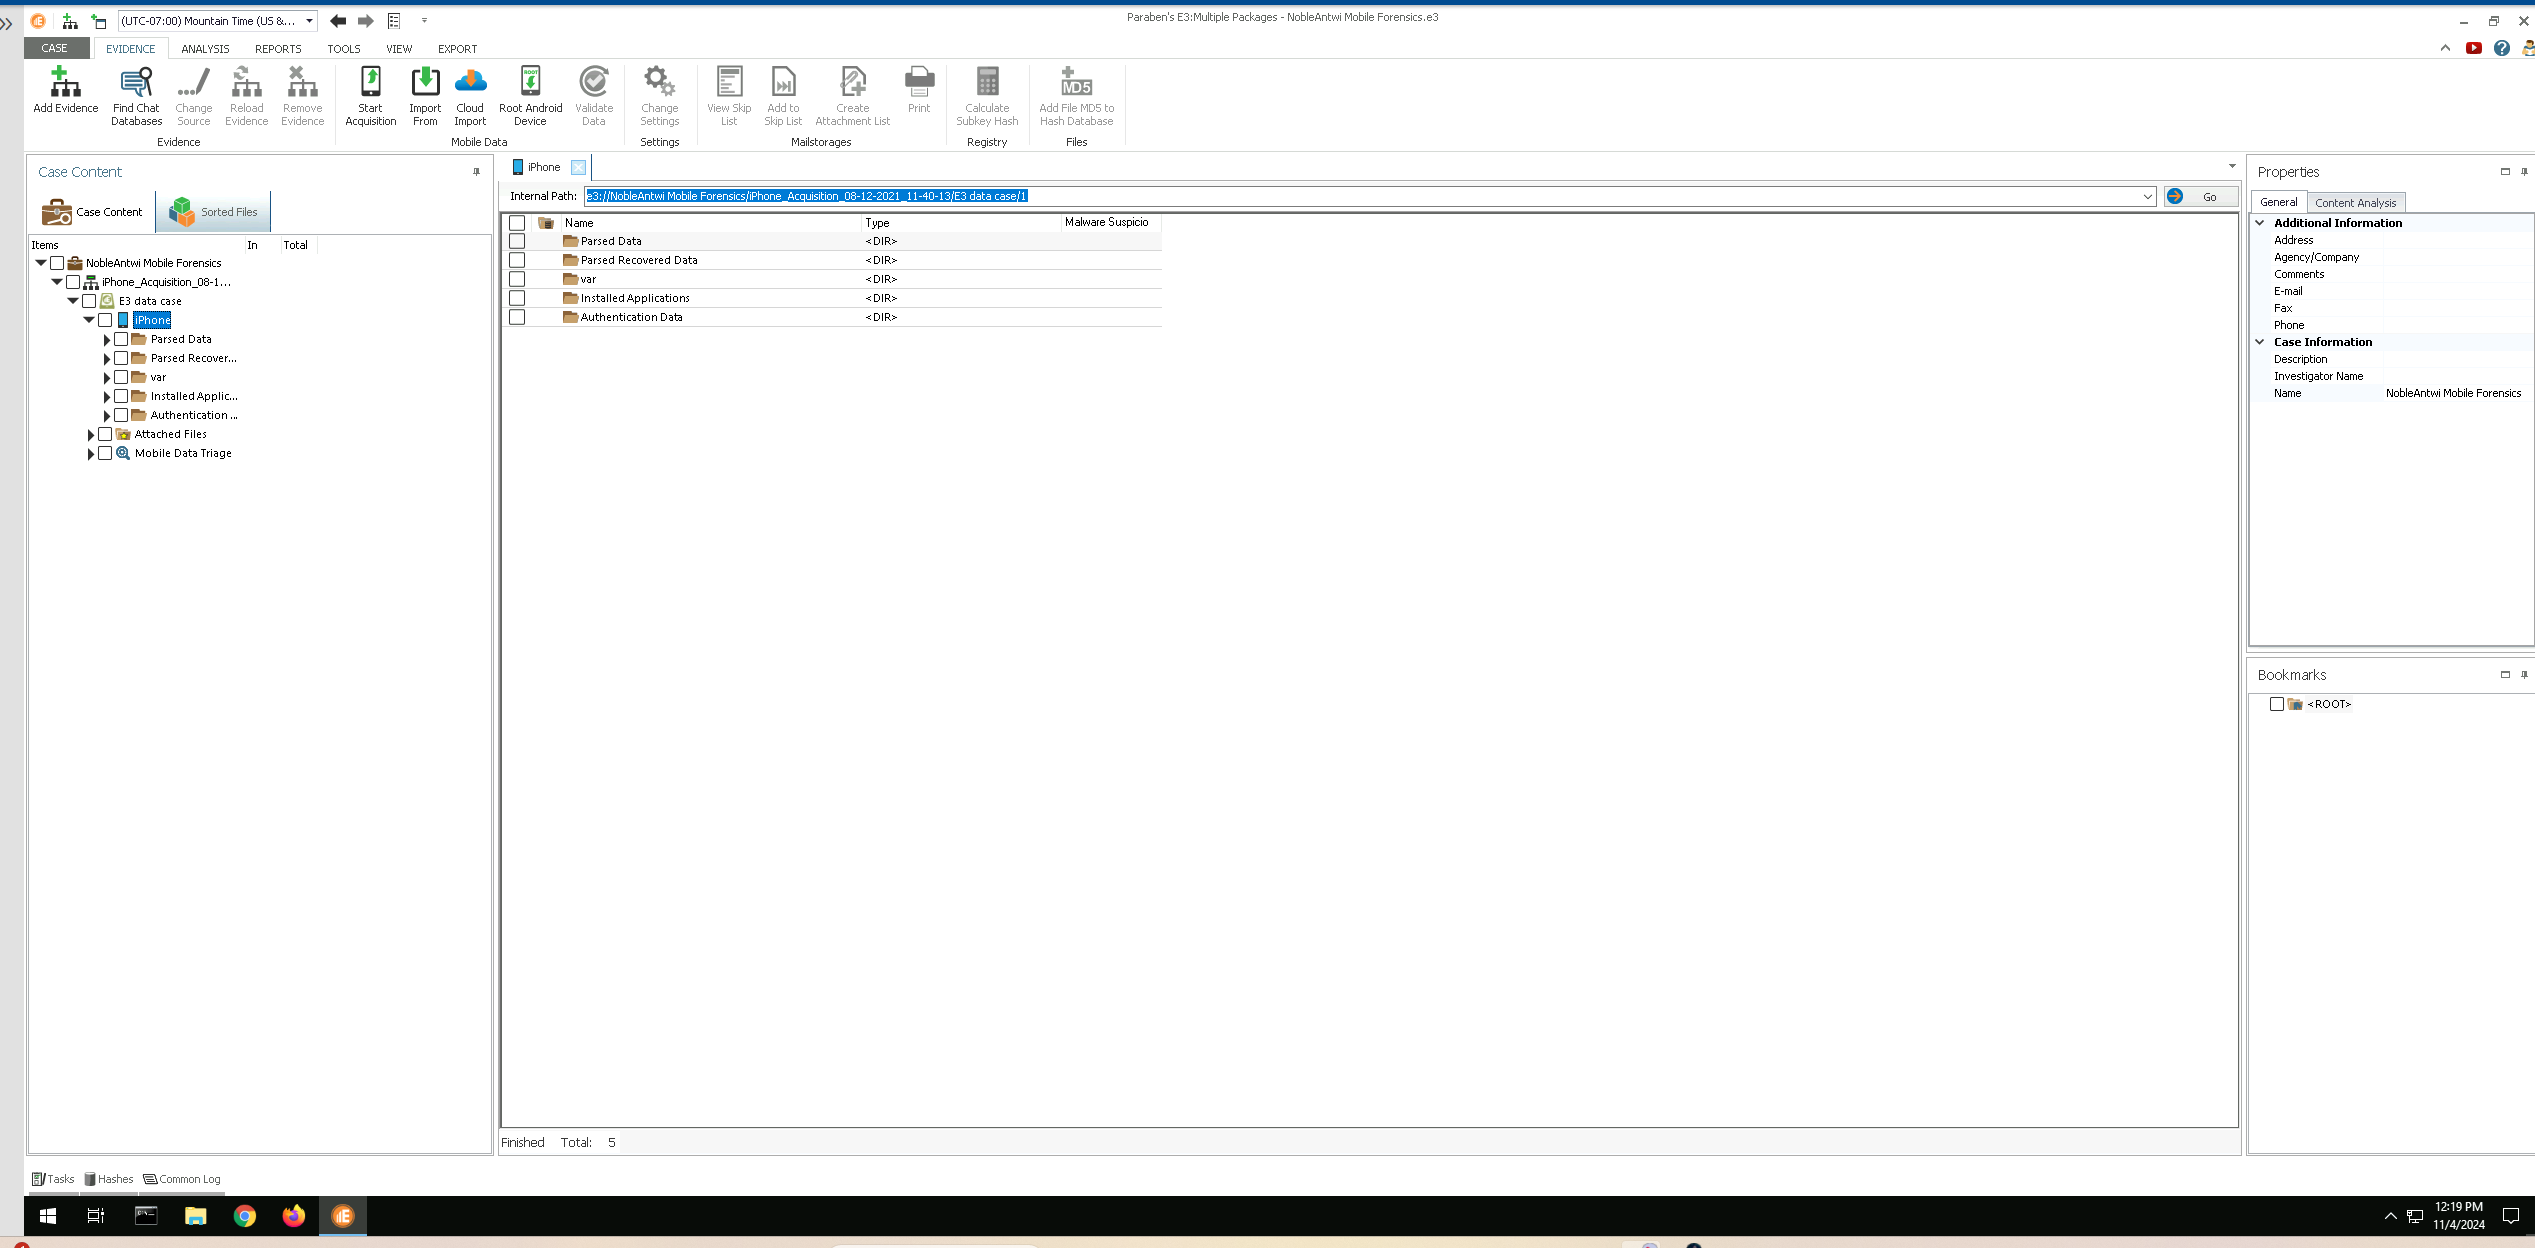 (UTC-07:00) Mountain Time (US &...
Paraben's E3:Multiple Packages - NobleAntwi Mobile Forensics.e3
CASE EVIDENCE ANALYSIS REPORTS TOOLS VIEW EXPORT
Add Evidence
Find Chat
Databases
Change
Source
Reload
Evidence
Remove
Evidence
Evidence
Start
Acquisition
Import
From
Cloud
Import
ROOT
Root Android
Device
Validate
Data
Mobile Data
Change
Settings
Settings
View Skip
List
Add to
Skip List
Create
Attachment List
Print
Mailstorages
Calculate
Subkey Hash
Registry
MD5
Add File MD5 to
Hash Database
Files
Case Content
Case Content Sorted Files
Items In Total
NobleAntwi Mobile Forensics
iPhone_Acquisition_08-1...
E3 data case
iPhone
Parsed Data
Parsed Recover...
var
Installed Applic...
Authentication ...
Attached Files
Mobile Data Triage
iPhone
Internal Path: e3://NobleAntwi Mobile Forensics/iPhone_Acquisition_08-12-2021_11-40-13/E3 data case/1 Go
Name Type Malware Suspicio
Parsed Data <DIR>
Parsed Recovered Data <DIR>
var <DIR>
Installed Applications <DIR>
Authentication Data <DIR>
Finished Total: 5
Properties
General Content Analysis
Additional Information
Address
Agency/Company
Comments
E-mail
Fax
Phone
Case Information
Description
Investigator Name
Name NobleAntwi Mobile Forensics
Bookmarks
<ROOT>
Tasks Hashes Common Log
12:19 PM
11/4/2024